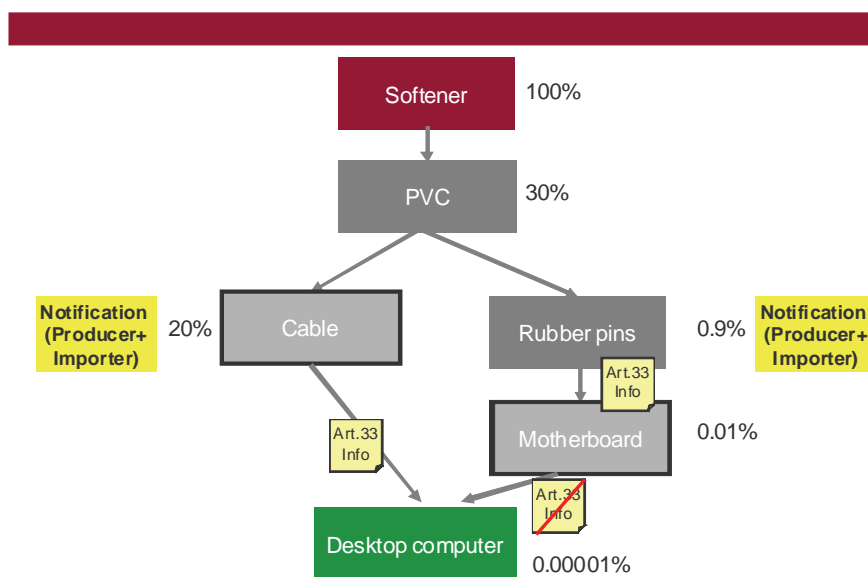 Softener
100%
PVC
30%
Notification
(Producer+
Importer)
20%
Cable
Rubber pins
0.9%
Notification
(Producer+
Importer)
Art.33
Info
Art.33
Info
Motherboard
0.01%
Art.33
Info
Desktop computer
0.00001%